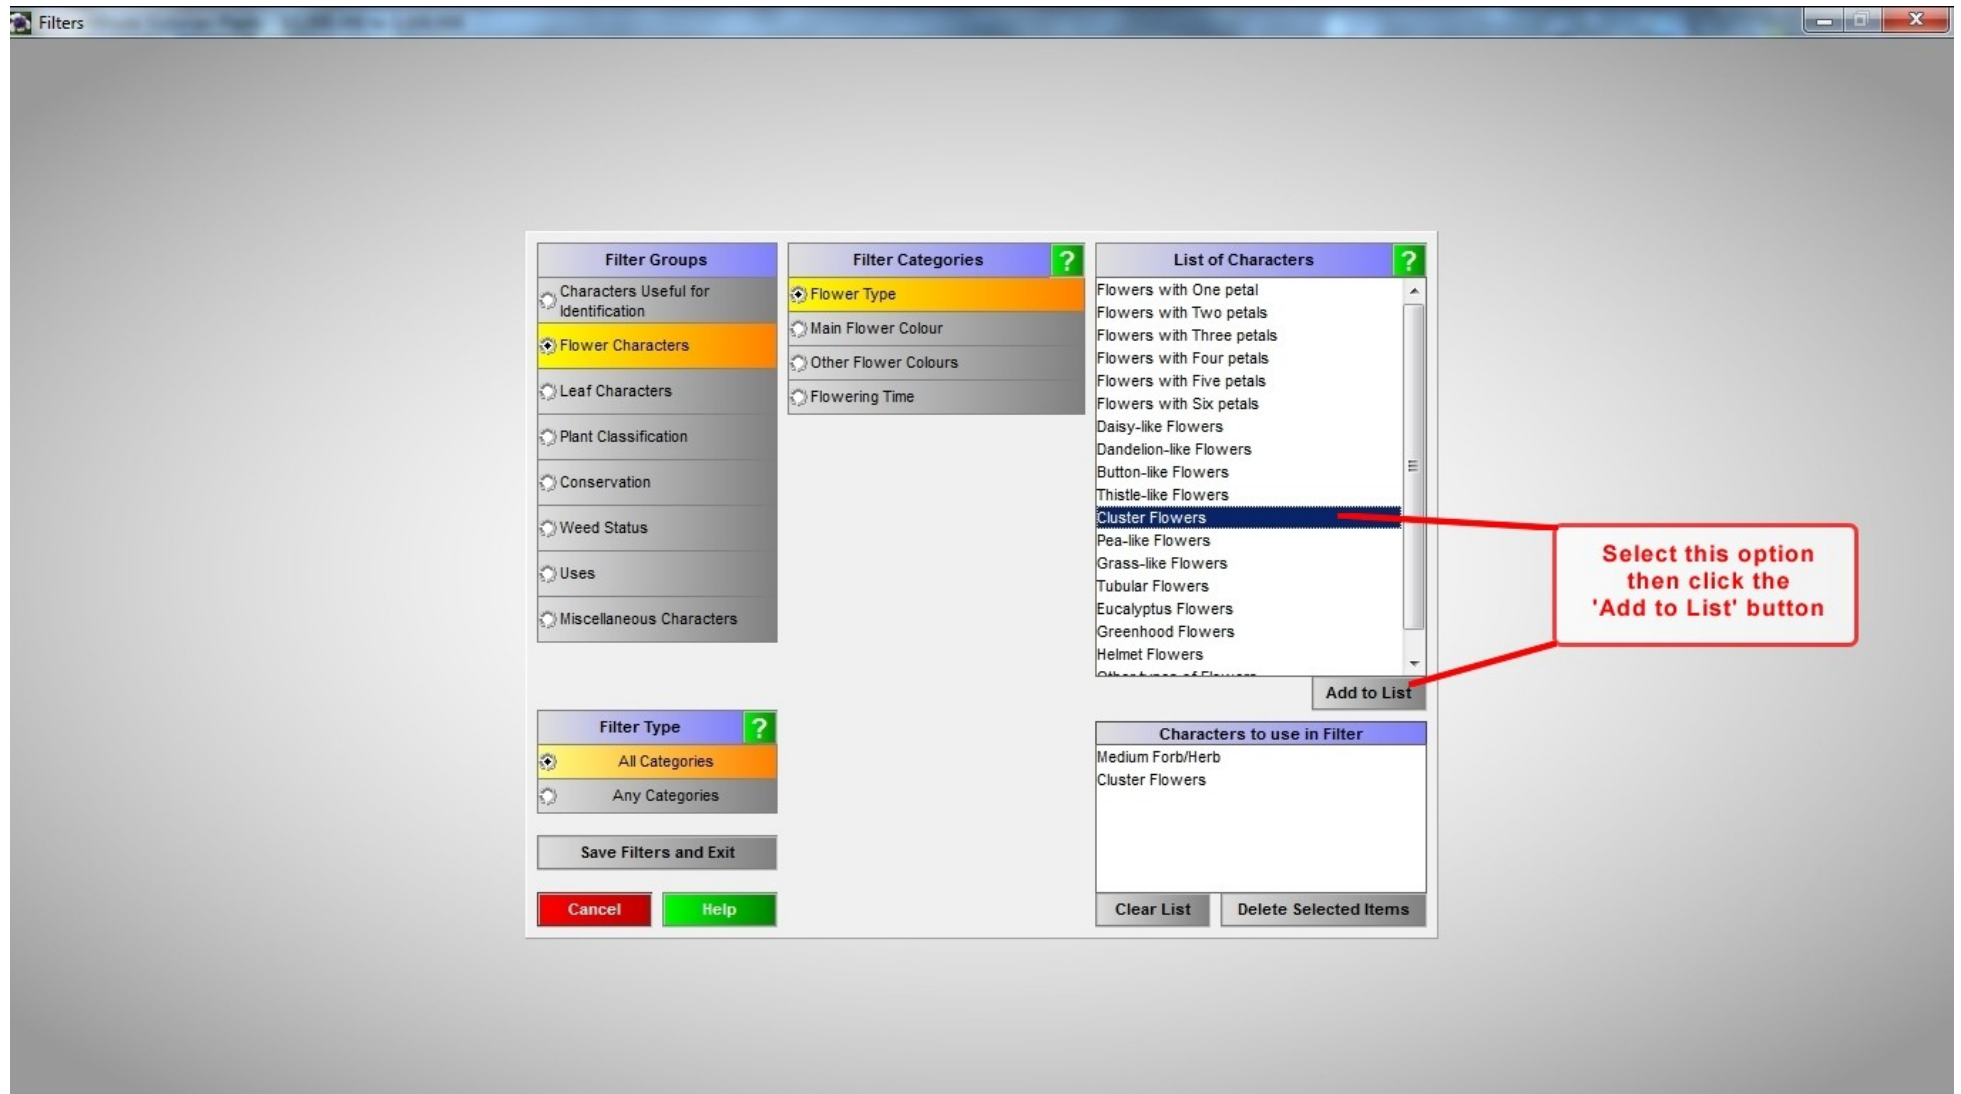 Filters
Filter Groups
Characters Useful for
Identification
Flower Characters
Leaf Characters
Plant Classification
Conservation
Weed Status
Uses
Miscellaneous Characters
Filter Categories
?
Flower Type
Main Flower Colour
Other Flower Colours
Flowering Time
List of Characters
?
Flowers with One petal
Flowers with Two petals
Flowers with Three petals
Flowers with Four petals
Flowers with Five petals
Flowers with Six petals
Daisy-like Flowers
Dandelion-like Flowers
Button-like Flowers
Thistle-like Flowers
Cluster Flowers
Pea-like Flowers
Grass-like Flowers
Tubular Flowers
Eucalyptus Flowers
Greenhood Flowers
Helmet Flowers
Other types of Flowers
Add to List
Select this option
then click the
'Add to List' button
Filter Type
?
All Categories
Any Categories
Save Filters and Exit
Cancel
Help
Characters to use in Filter
Medium Forb/Herb
Cluster Flowers
Clear List
Delete Selected Items